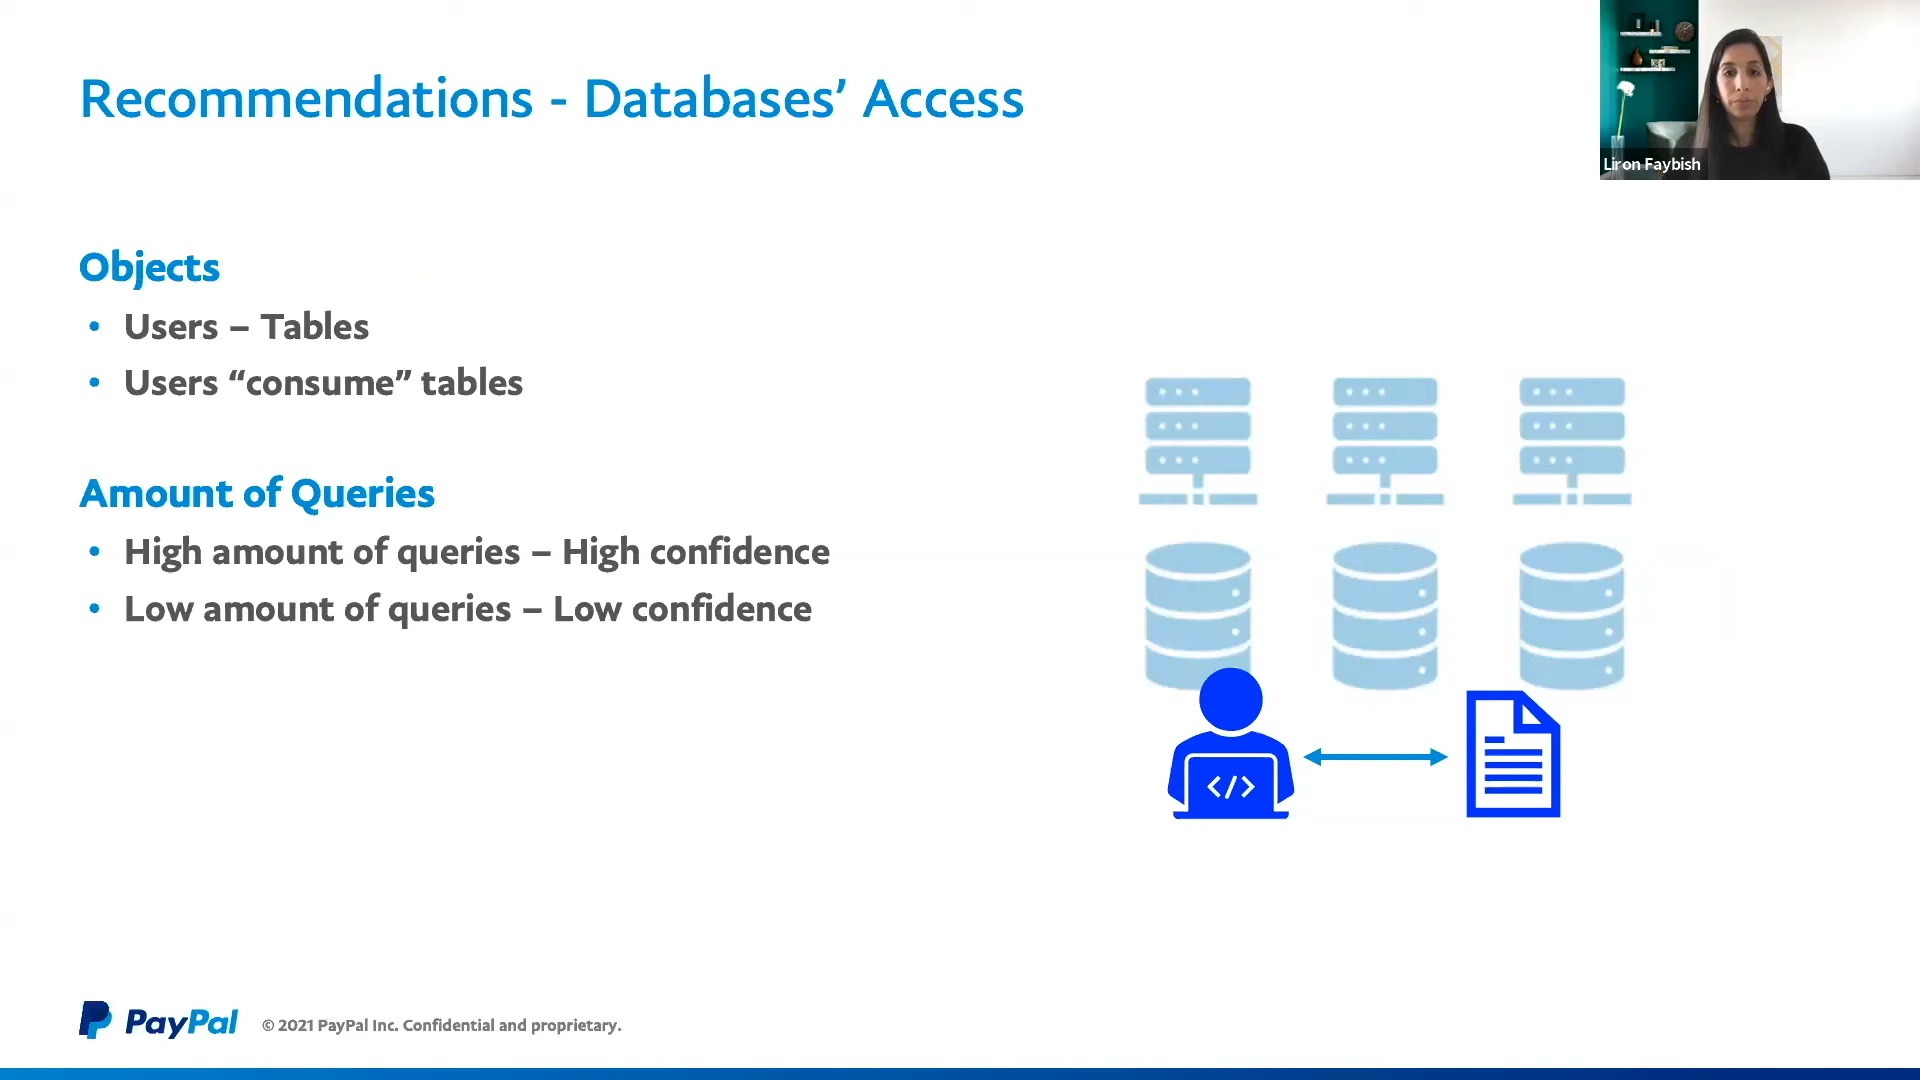 Recommendations - Databases’ Access
Liron Faybish
Objects
• Users – Tables
• Users “consume” tables
Amount of Queries
• High amount of queries – High confidence
• Low amount of queries – Low confidence
</>
PayPal © 2021 PayPal Inc. Confidential and proprietary.